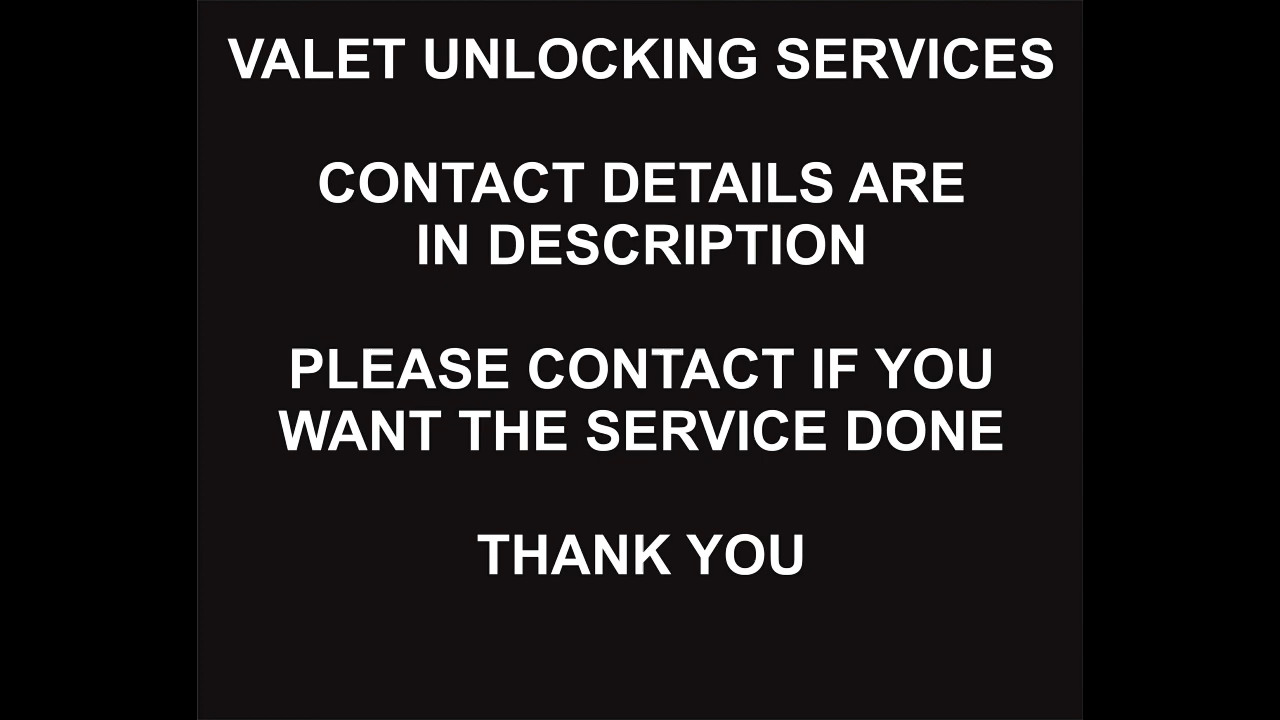 VALET UNLOCKING SERVICES
CONTACT DETAILS ARE
IN DESCRIPTION
PLEASE CONTACT IF YOU
WANT THE SERVICE DONE
THANK YOU